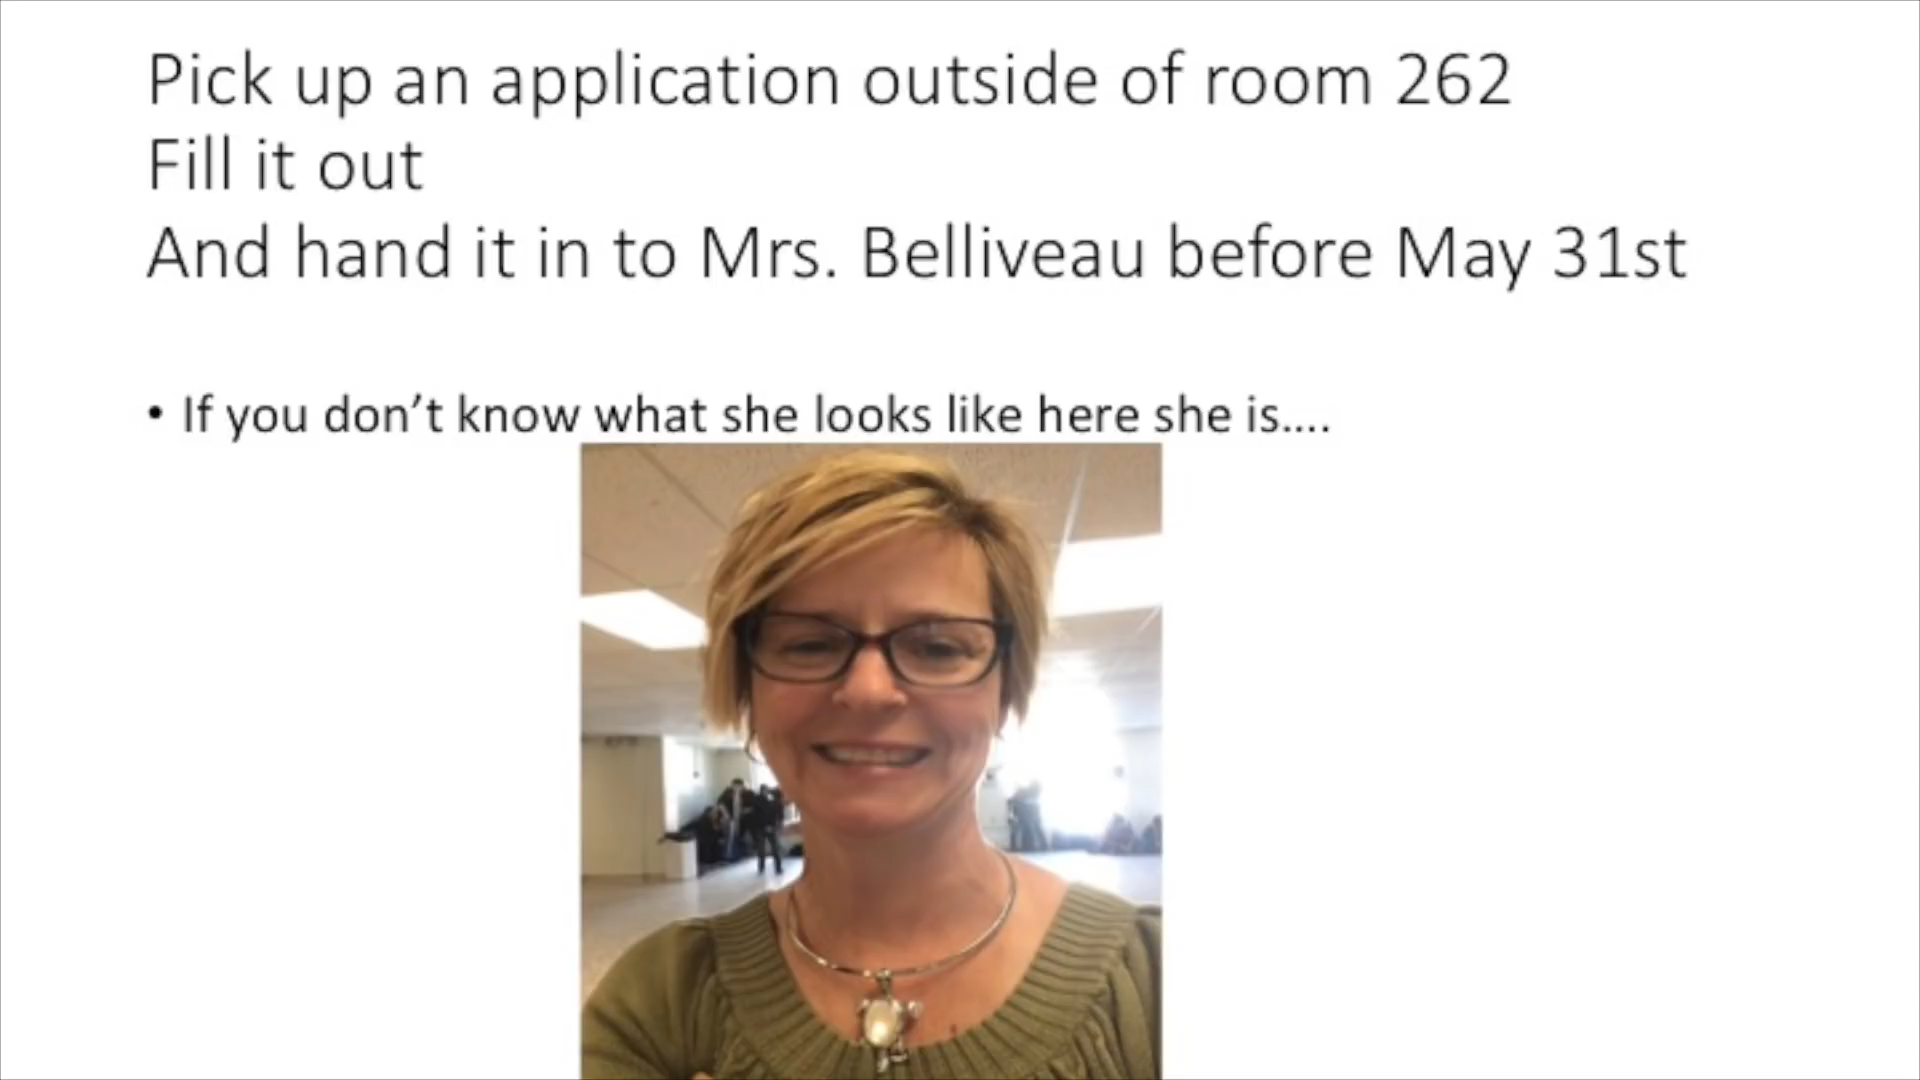 Pick up an application outside of room 262
Fill it out
And hand it in to Mrs. Belliveau before May 31st
• If you don’t know what she looks like here she is....